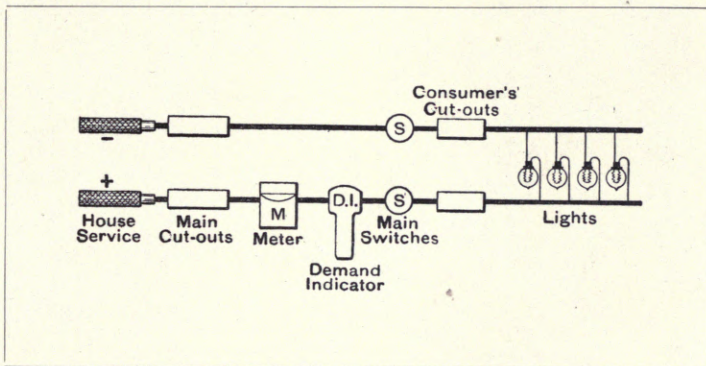 Consumer's'
Cut-outs
S
−
+
M
D.I.
S
House
Service
Main
Cut-outs
Meter
Main
Switches
Lights
Demand
Indicator